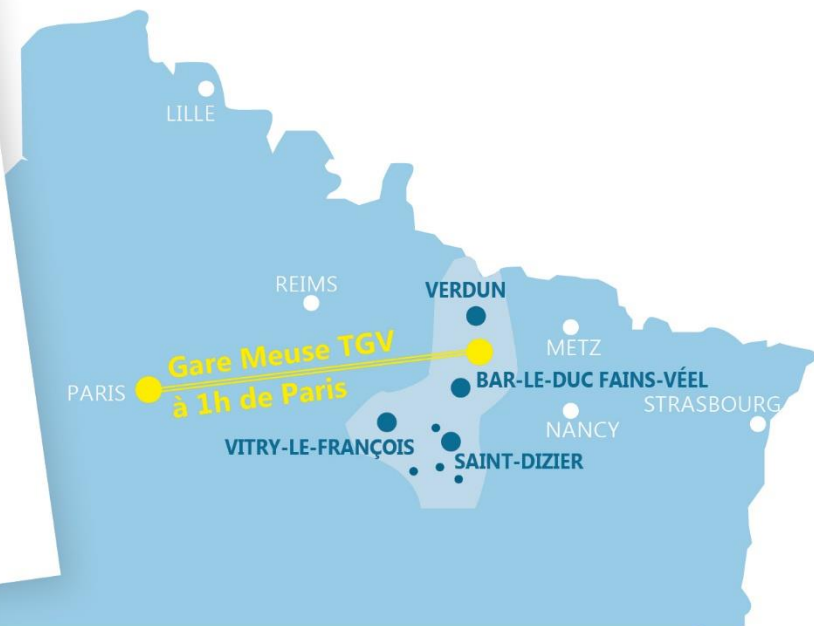 LILLE
REIMS
VERDUN
Gare Meuse TGV
à 1h de Paris
PARIS
METZ
BAR-LE-DUC FAINS-VÉEL
STRASBOURG
NANCY
VITRY-LE-FRANÇOIS
SAINT-DIZIER